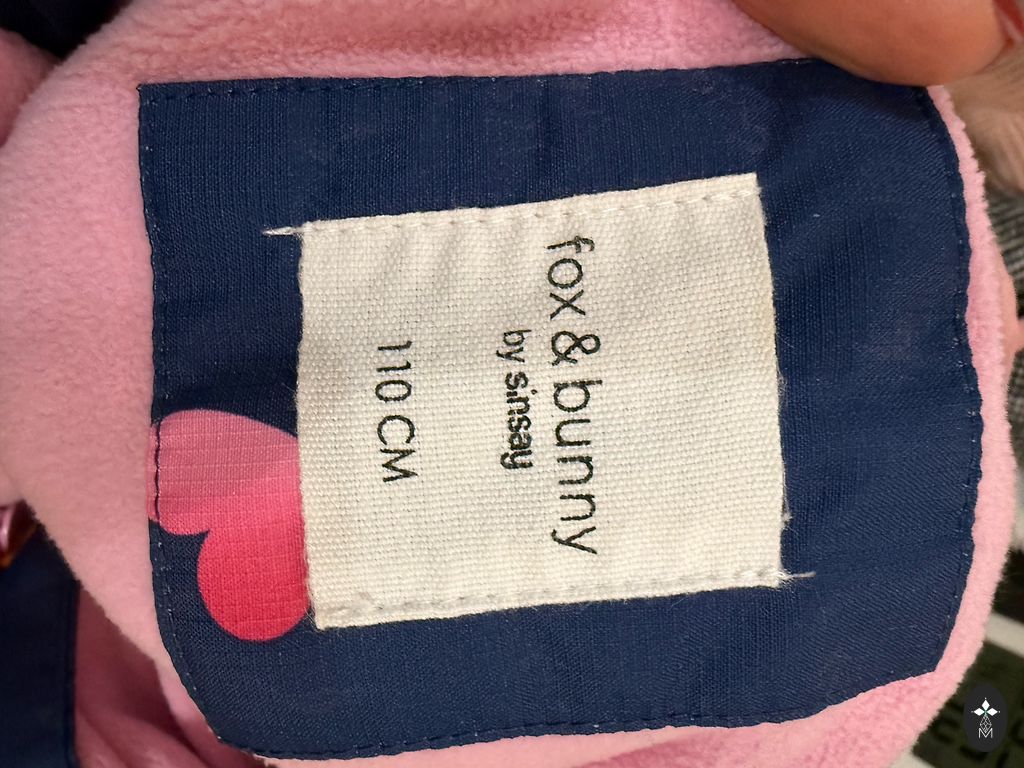 fox & bunny
by sinsay
110 CM